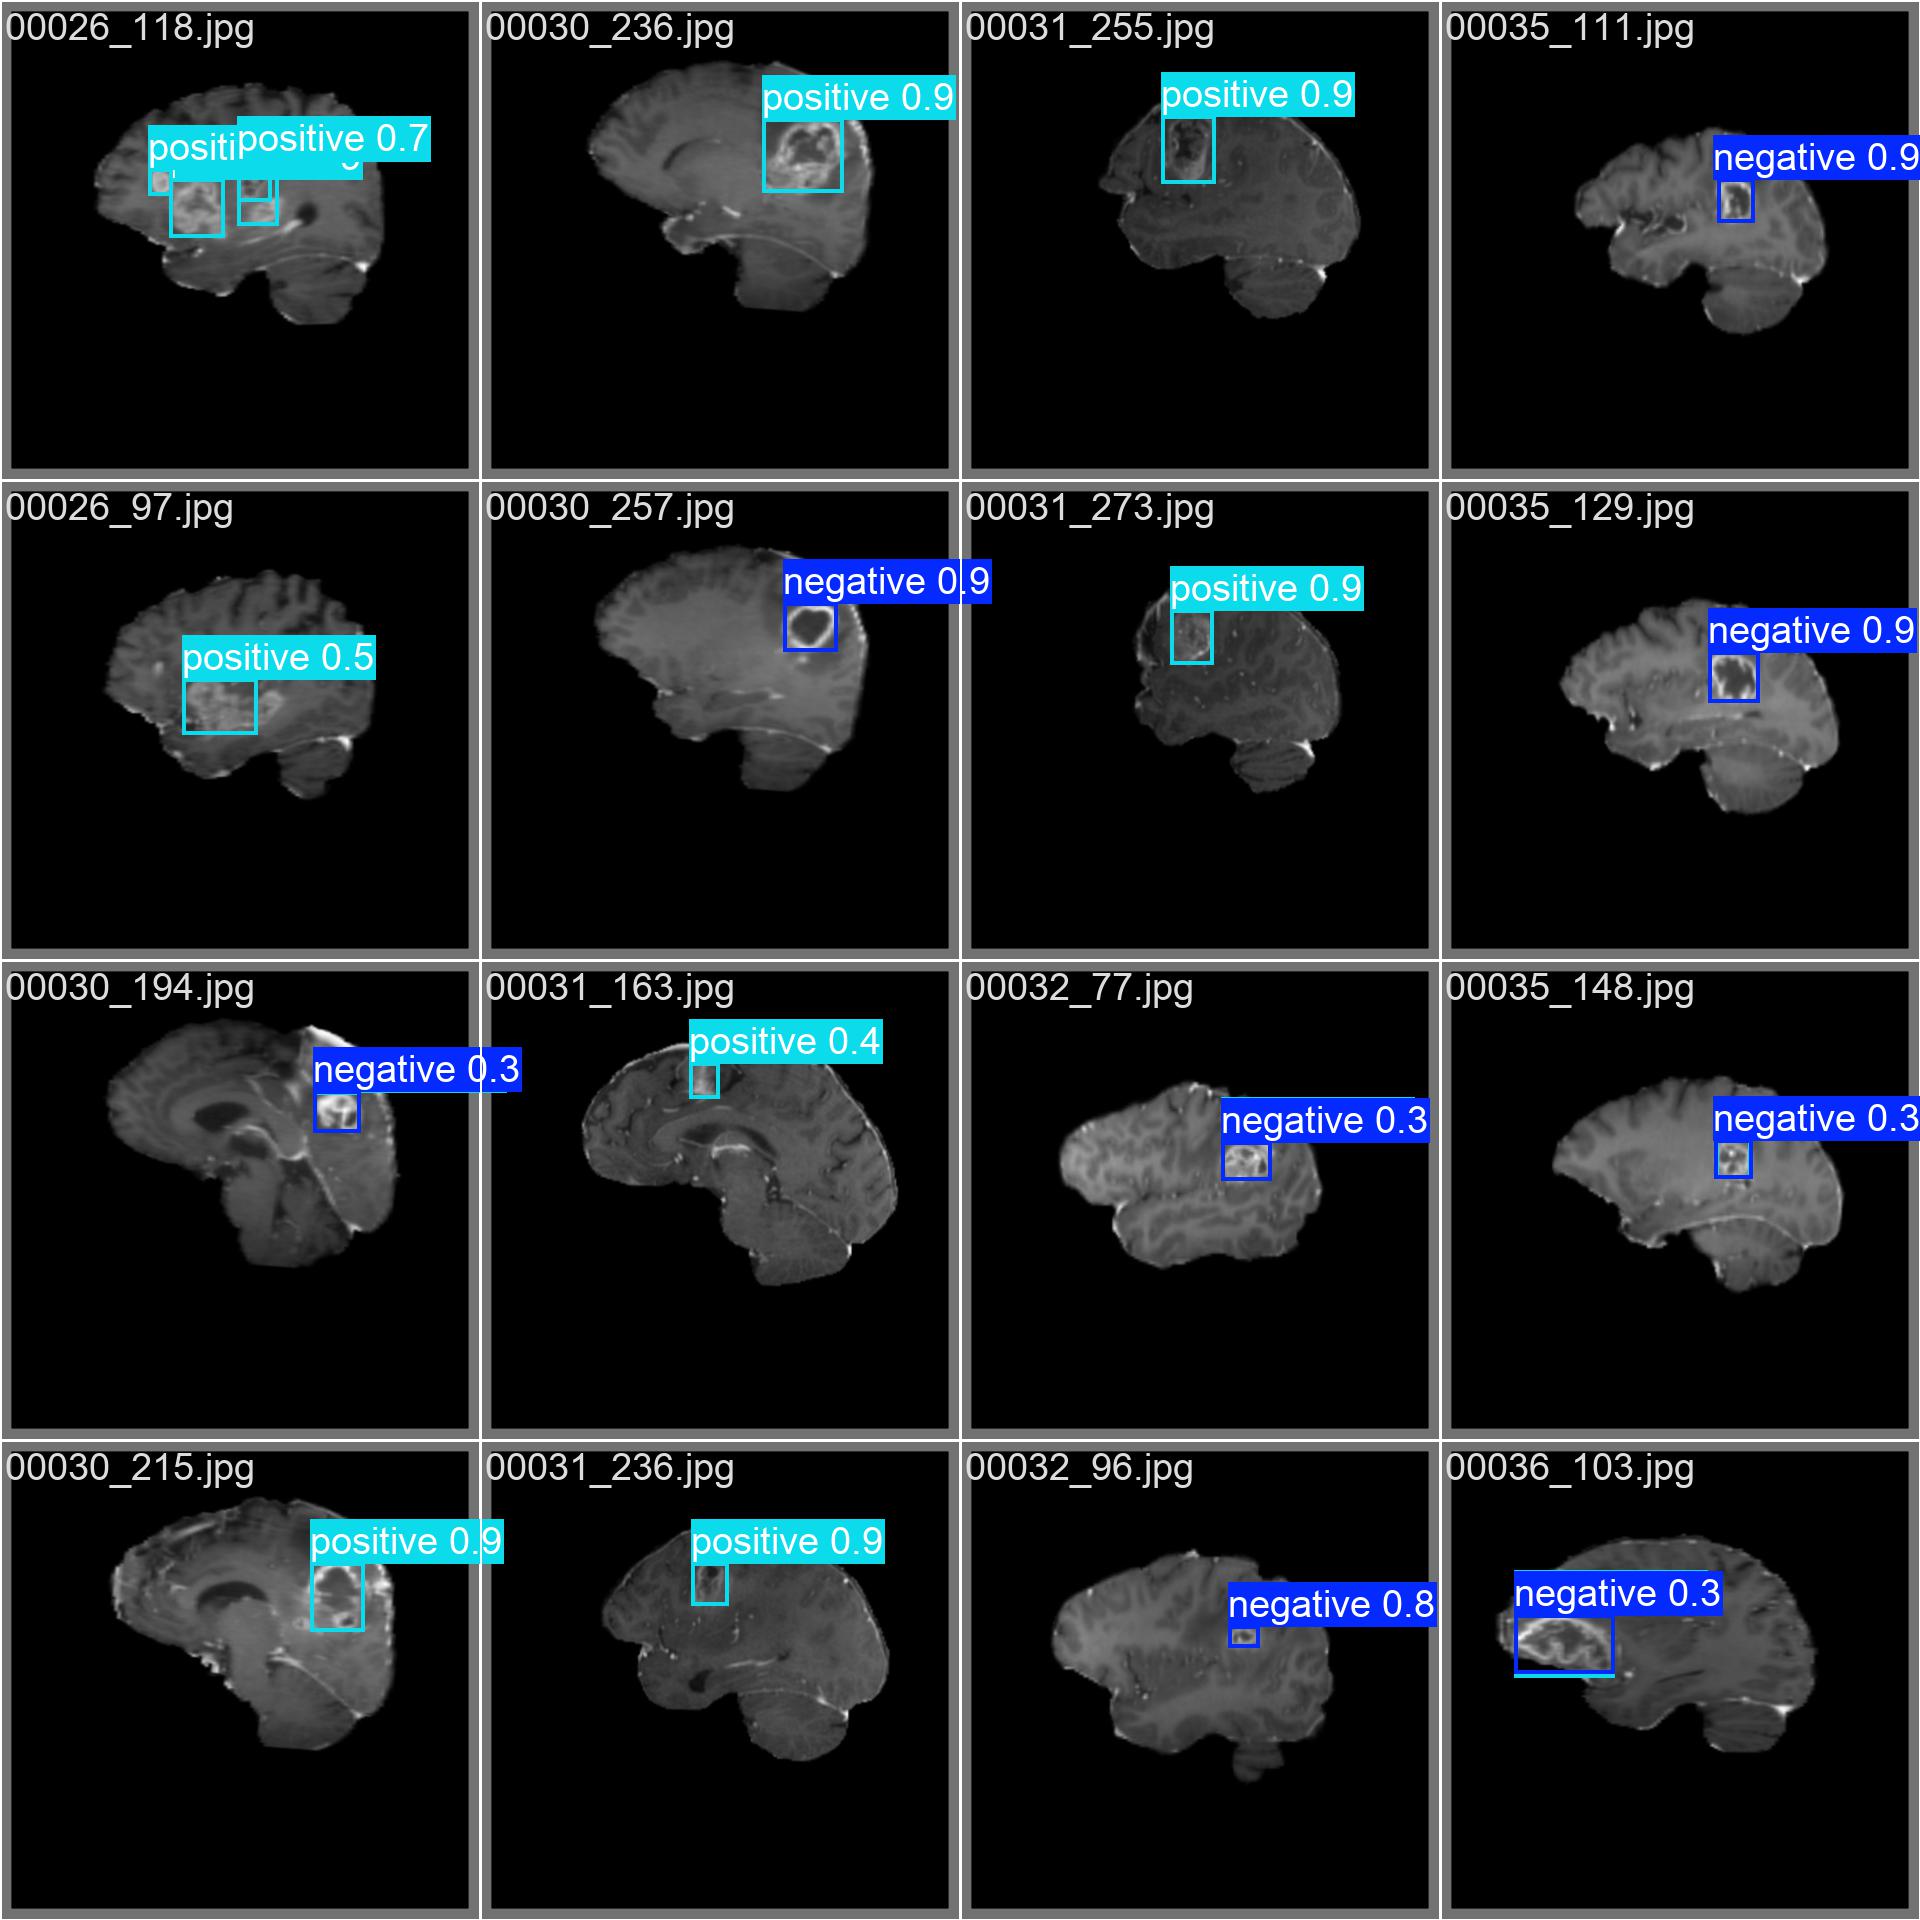 00026_118.jpg
positive 0.7
00030_236.jpg
positive 0.9
00031_255.jpg
positive 0.9
00035_111.jpg
negative 0.9
00026_97.jpg
positive 0.5
00030_257.jpg
negative 0.9
00031_273.jpg
positive 0.9
00035_129.jpg
negative 0.9
00030_194.jpg
negative 0.3
00031_163.jpg
positive 0.4
00032_77.jpg
negative 0.3
00035_148.jpg
negative 0.3
00030_215.jpg
positive 0.9
00031_236.jpg
positive 0.9
00032_96.jpg
negative 0.8
00036_103.jpg
negative 0.3